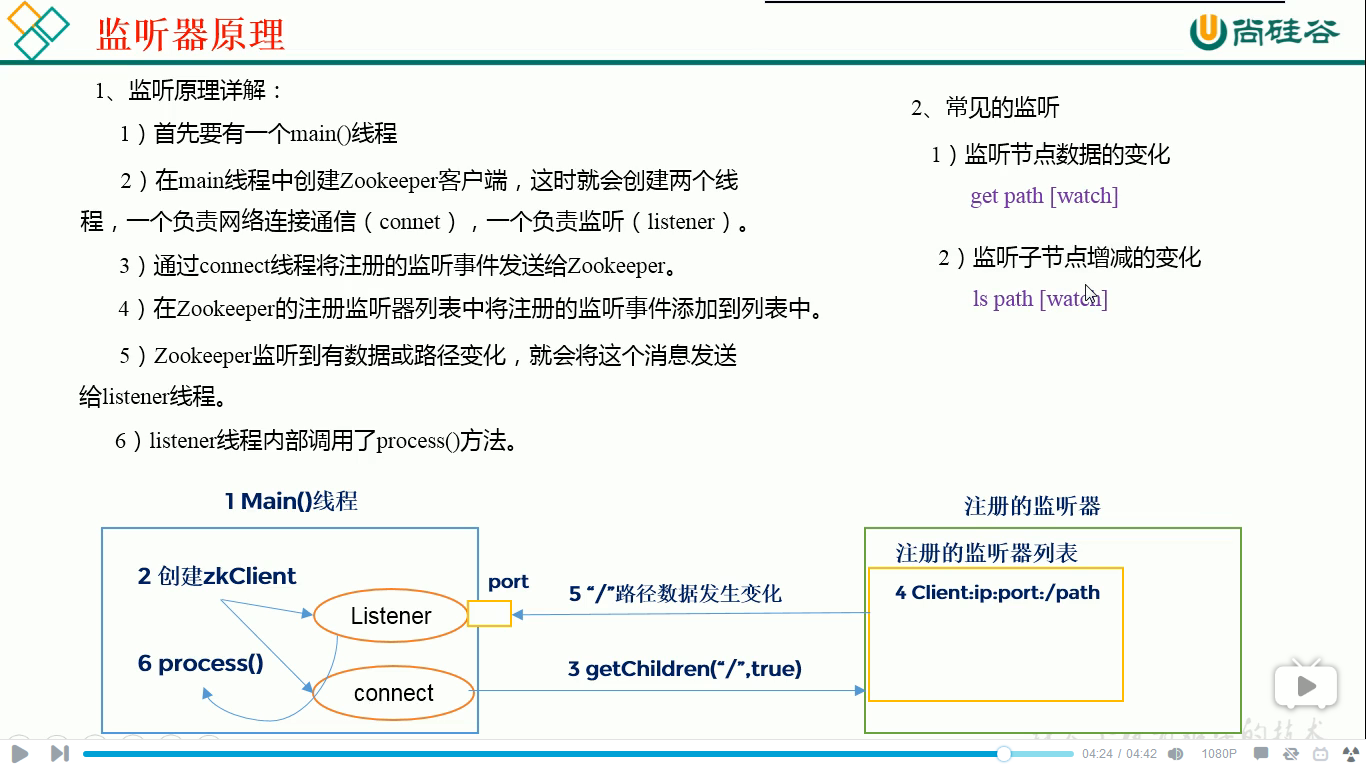 监听器原理
尚硅谷
1、监听原理详解：
1）首先要有一个main()线程
2）在main线程中创建Zookeeper客户端，这时就会创建两个线
程，一个负责网络连接通信（connet），一个负责监听（listener）。
3）通过connect线程将注册的监听事件发送给Zookeeper。
4）在Zookeeper的注册监听器列表中将注册的监听事件添加到列表中。
5）Zookeeper监听到有数据或路径变化，就会将这个消息发送
给listener线程。
6）listener线程内部调用了process()方法。
2、常见的监听
1）监听节点数据的变化
get path [watch]
2）监听子节点增减的变化
ls path [watch]
1 Main()线程
2 创建zkClient
Listener
6 process()
connect
port
5 “/”路径数据发生变化
3 getChildren(“/”,true)
注册的监听器
注册的监听器列表
4 Client:ip:port:/path
04:24 / 04:42
1080P